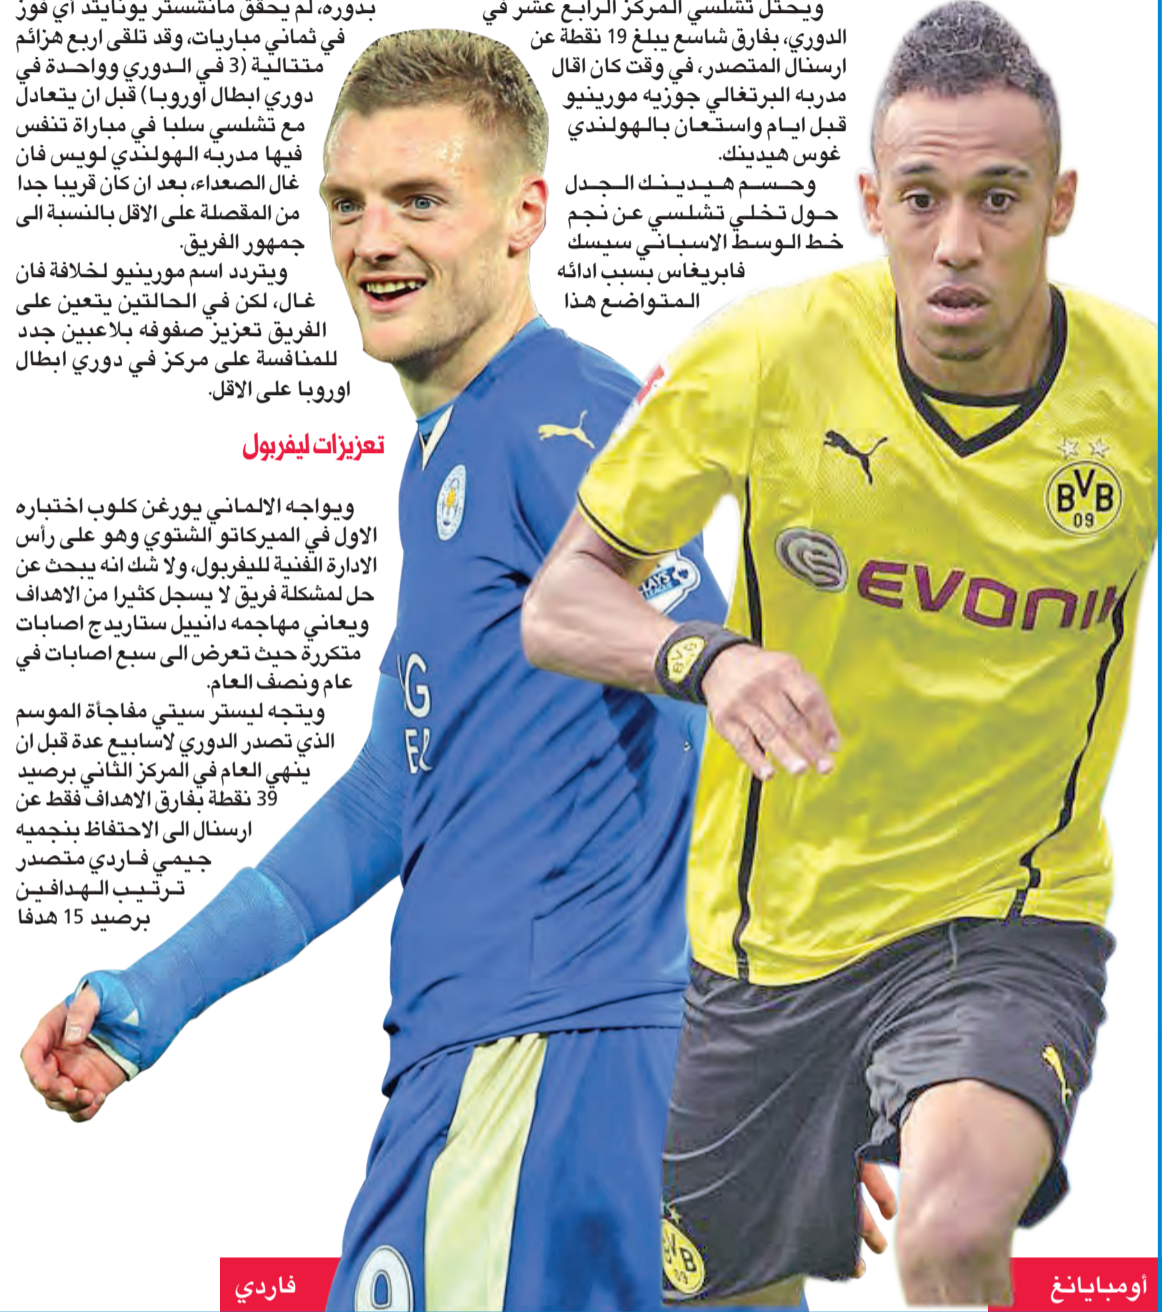 ويحتل تشلسي المركز الرابع عشر في
الدوري، بفارق شاسع يبلغ 19 نقطة عن
ارسنال المتصدر، في وقت كان اقال
مدربه البرتغالي جوزيه مورينيو
قبل ايام واستعان بالهولندي
غوس هيدينك.
وحسم هيدينك الجدل
حول تخلي تشلسي عن نجم
خط الوسط الاسباني سيسك
فابريغاس بسبب ادائه
المتواضع هذا
بدوره، لم يحقق مانشستر يونايتد اي فوز
في ثماني مباريات، وقد تلقى اربع هزائم
متتالية (3 في الدوري وواحدة في
دوري ابطال اوروبا) قبل ان يتعادل
مع تشلسي سلبا في مباراة تنفس
فيها مدربه الهولندي لويس فان
غال الصعداء، بعد ان كان قريبا جدا
من المقصلة على الاقل بالنسبة الى
جمهور الفريق.
ويتردد اسم مورينيو لخلافة فان
غال، لكن في الحالتين يتعين على
الفريق تعزيز صفوفه بلاعبين جدد
للمنافسة على مركز في دوري ابطال
اوروبا على الاقل.
تعزيزات ليفربول
ويواجه الالماني يورغن كلوب اختباره
الاول في الميركاتو الشتوي وهو على رأس
الادارة الفنية لليفربول، ولا شك انه يبحث عن
حل لمشكلة فريق لا يسجل كثيرا من الاهداف
ويعاني مهاجمه دانييل ستاريدج اصابات
متكررة حيث تعرض الى سبع اصابات في
عام ونصف العام.
ويتجه ليستر سيتي مفاجأة الموسم
الذي تصدر الدوري لاسابيع عدة قبل ان
ينهي العام في المركز الثاني برصيد
39 نقطة بفارق الاهداف فقط عن
ارسنال الى الاحتفاظ بنجميه
جيمي فاردي متصدر
ترتيب الهدافين
برصيد 15 هدفا
BVB
09
EVONIK
BVB
9
BVB
09
أومبايانغ
فاردي